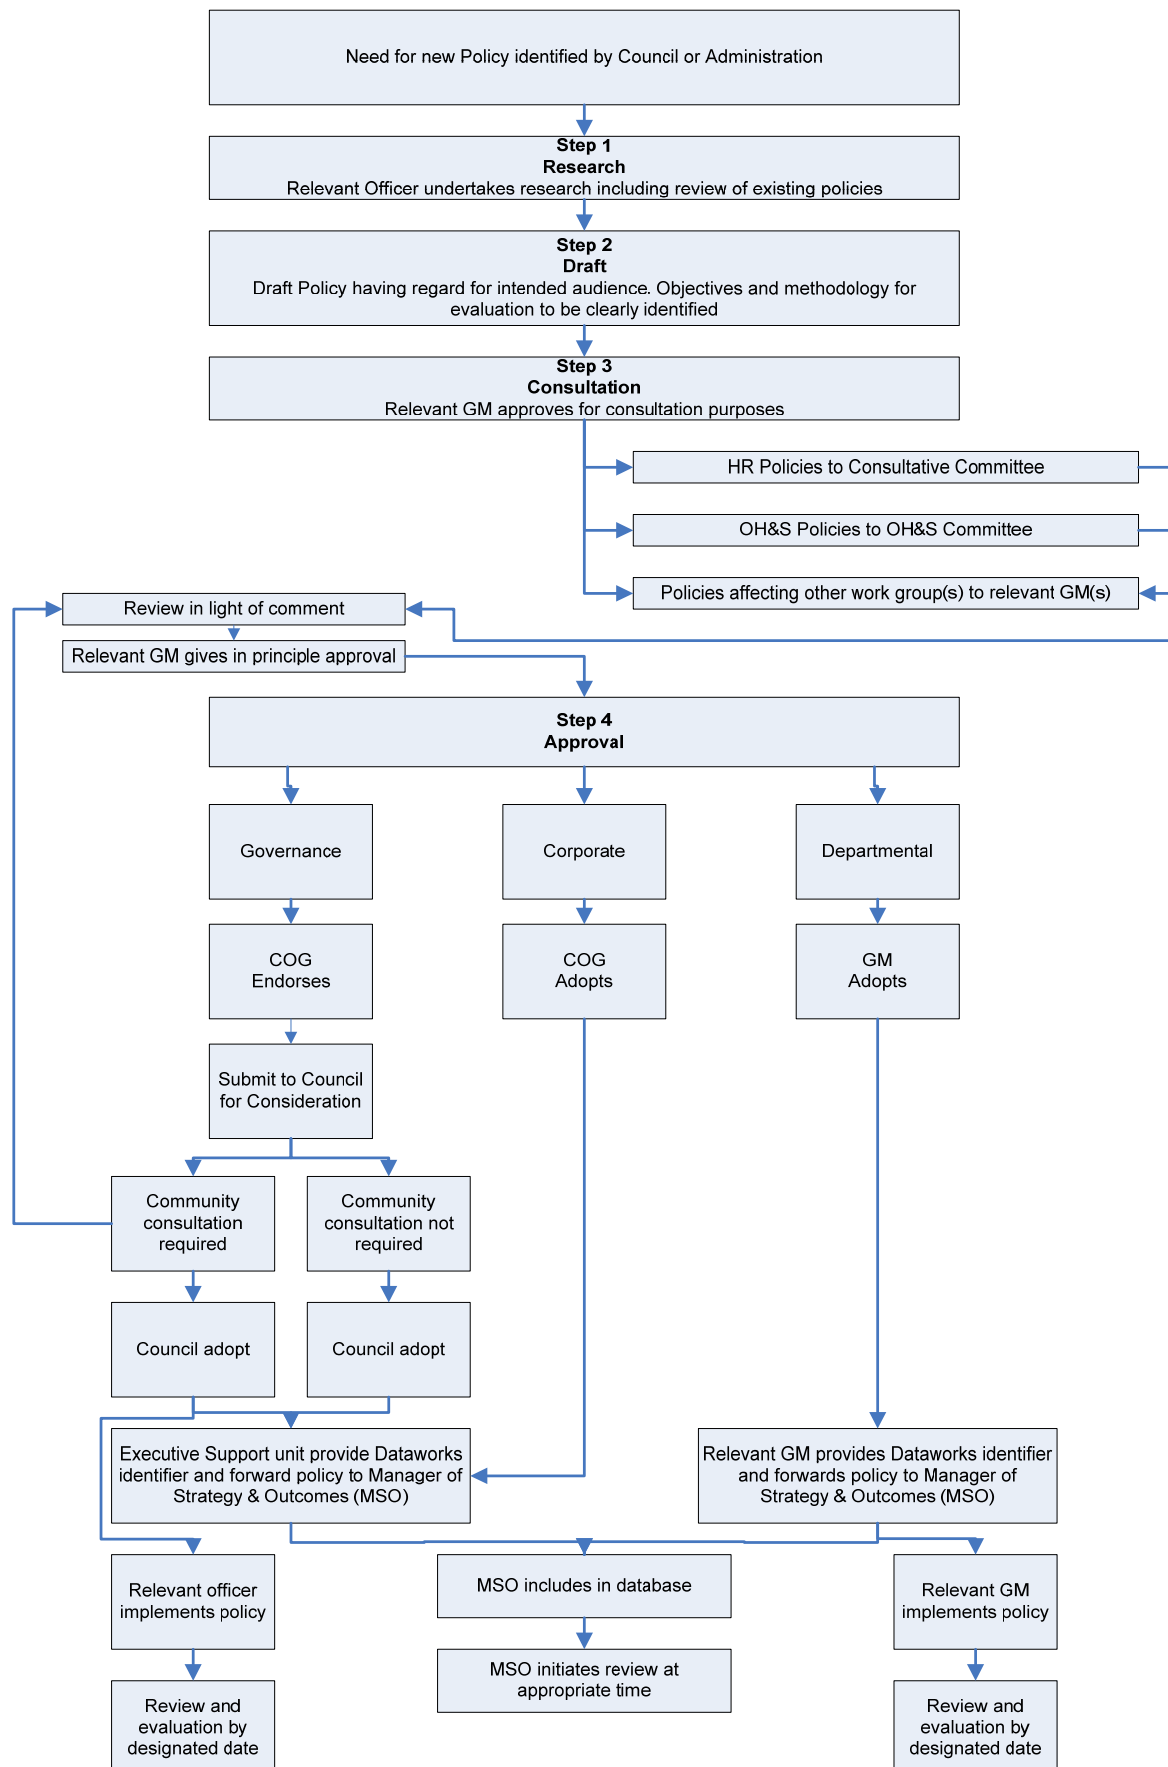 Need for new Policy identified by Council or Administration
Step 1
Research
Relevant Officer undertakes research including review of existing policies
Step 2
Draft
Draft Policy having regard for intended audience. Objectives and methodology for
evaluation to be clearly identified
Step 3
Consultation
Relevant GM approves for consultation purposes
HR Policies to Consultative Committee
OH&S Policies to OH&S Committee
Policies affecting other work group(s) to relevant GM(s)
Review in light of comment
Relevant GM gives in principle approval
Step 4
Approval
Governance
Corporate
Departmental
COG
Endorses
COG
Adopts
GM
Adopts
Submit to Council
for Consideration
Community
consultation
required
Community
consultation not
required
Council adopt
Council adopt
Executive Support unit provide Dataworks
identifier and forward policy to Manager of
Strategy & Outcomes (MSO)
Relevant GM provides Dataworks identifier
and forwards policy to Manager of
Strategy & Outcomes (MSO)
Relevant officer
implements policy
MSO includes in database
Relevant GM
implements policy
MSO initiates review at
appropriate time
Review and
evaluation by
designated date
Review and
evaluation by
designated date